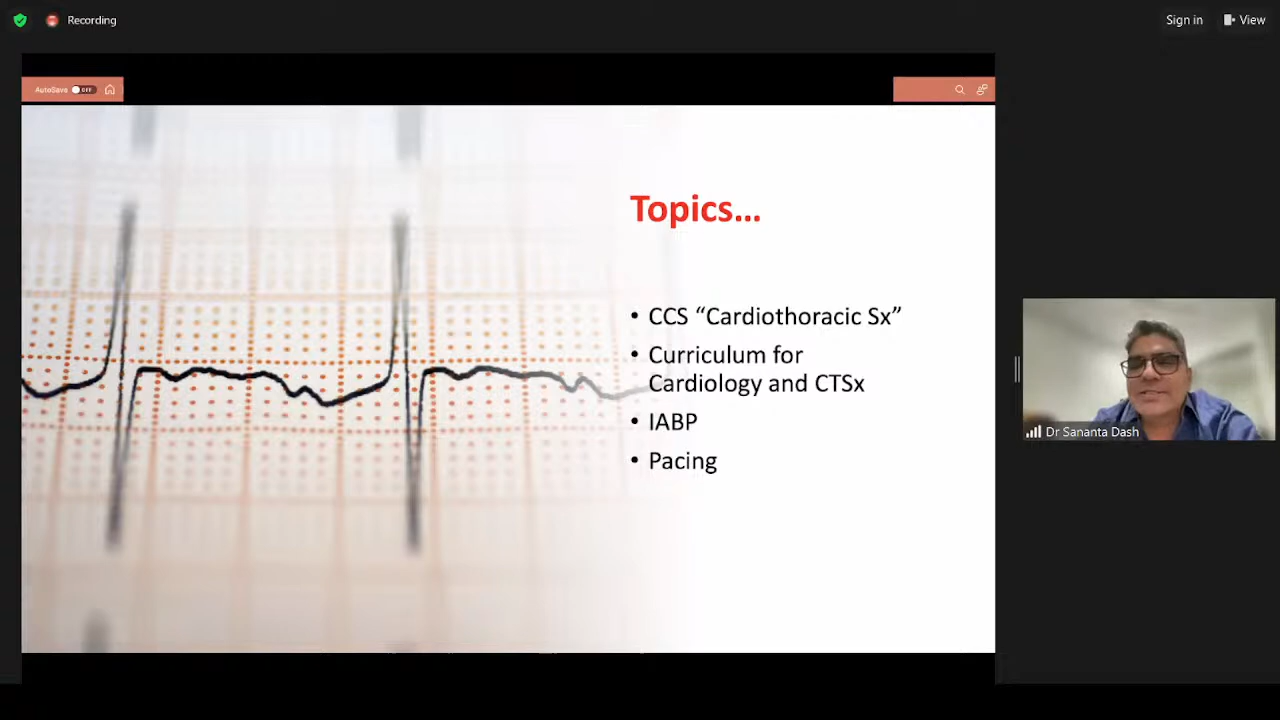 Recording
Sign in
View
AutoSave
OFF
Topics...
• CCS “Cardiothoracic Sx”
• Curriculum for
Cardiology and CTSx
• IABP
• Pacing
Dr Sananta Dash